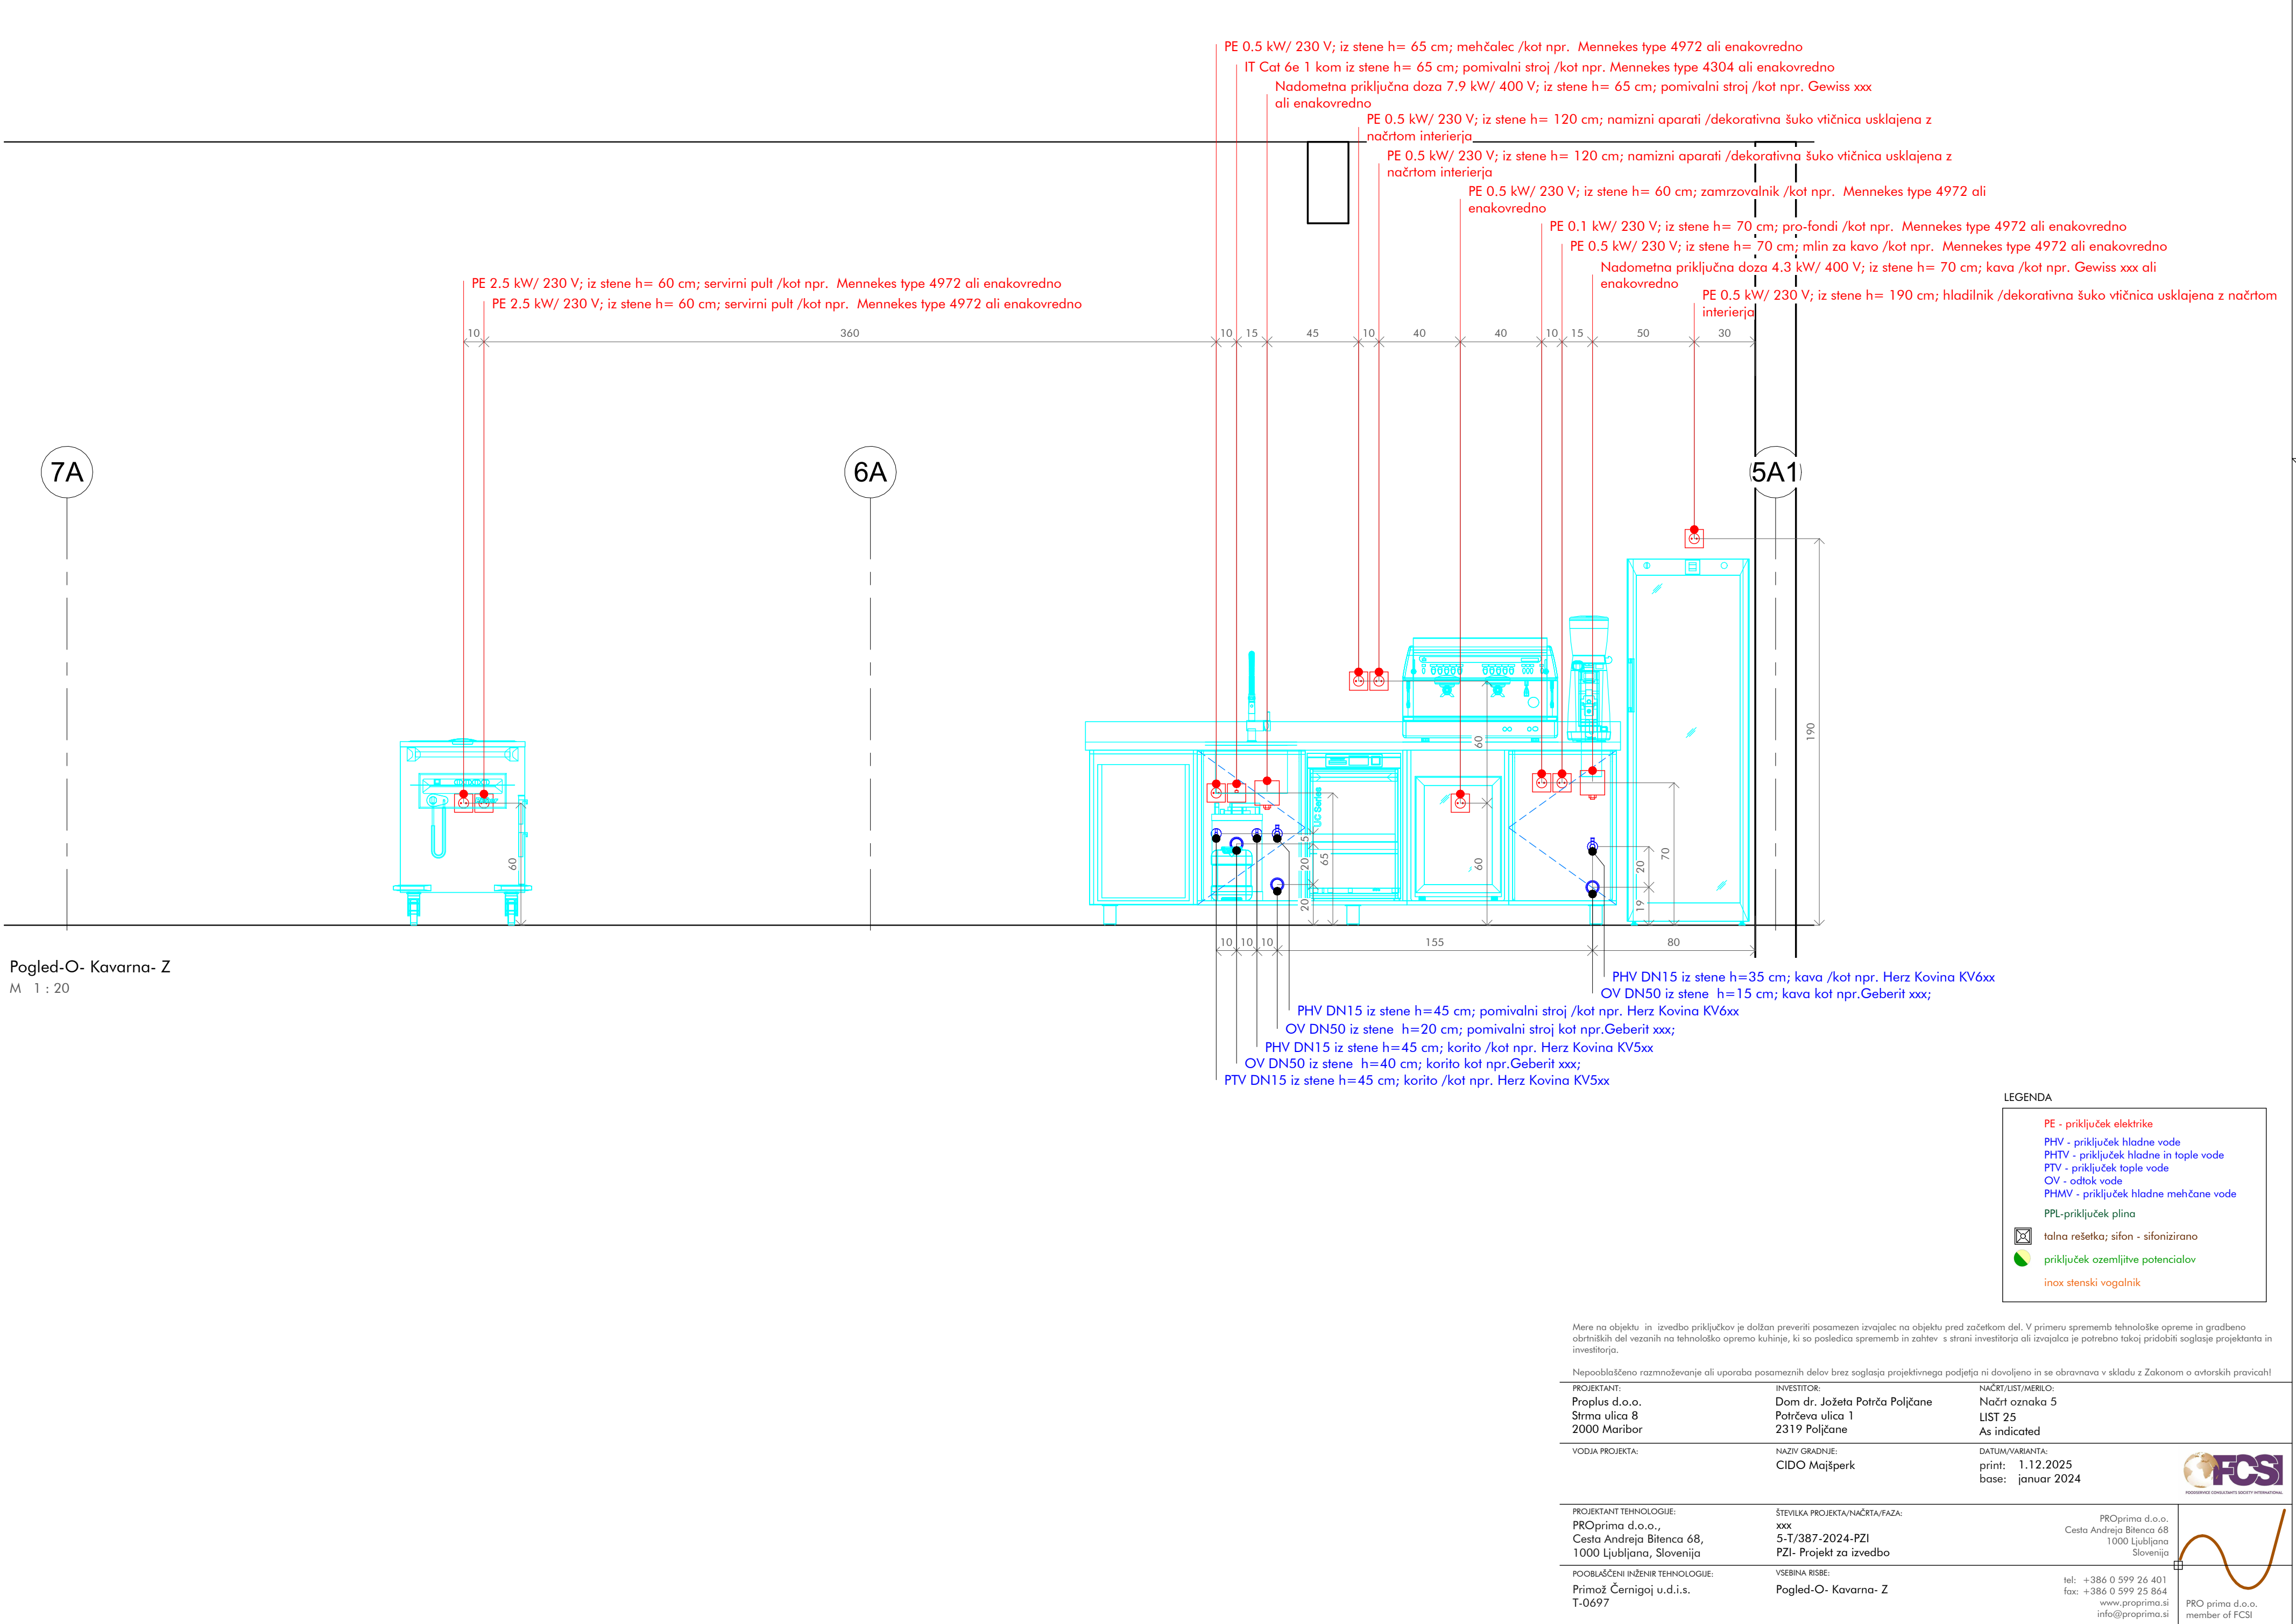 PE 0.5 kW/ 230 V; iz stene h= 65 cm; mehčalec /kot npr.  Mennekes type 4972 ali enakovredno
IT Cat 6e 1 kom iz stene h= 65 cm; pomivalni stroj /kot npr. Mennekes type 4304 ali enakovredno
Nadometna priključna doza 7.9 kW/ 400 V; iz stene h= 65 cm; pomivalni stroj /kot npr. Gewiss xxx
ali enakovredno
PE 0.5 kW/ 230 V; iz stene h= 120 cm; namizni aparati /dekorativna šuko vtičnica usklajena z
načrtom interierja
PE 0.5 kW/ 230 V; iz stene h= 120 cm; namizni aparati /dekorativna šuko vtičnica usklajena z
načrtom interierja
PE 0.5 kW/ 230 V; iz stene h= 60 cm; zamrzovalnik /kot npr.  Mennekes type 4972 ali
enakovredno
PE 0.1 kW/ 230 V; iz stene h= 70 cm; pro-fondi /kot npr.  Mennekes type 4972 ali enakovredno
PE 0.5 kW/ 230 V; iz stene h= 70 cm; mlin za kavo /kot npr.  Mennekes type 4972 ali enakovredno
Nadometna priključna doza 4.3 kW/ 400 V; iz stene h= 70 cm; kava /kot npr. Gewiss xxx ali
enakovredno
PE 0.5 kW/ 230 V; iz stene h= 190 cm; hladilnik /dekorativna šuko vtičnica usklajena z načrtom
interierja
PE 2.5 kW/ 230 V; iz stene h= 60 cm; servirni pult /kot npr.  Mennekes type 4972 ali enakovredno
PE 2.5 kW/ 230 V; iz stene h= 60 cm; servirni pult /kot npr.  Mennekes type 4972 ali enakovredno
10 360 10 15 45 10 40 40 10 15 50 30
7A
6A
5A1
190
60
UC Series
60
60
5
20
20
65
20
19
70
10 10 10 155 80
Pogled-O- Kavarna- Z
M 1 : 20
PHV DN15 iz stene h=35 cm; kava /kot npr. Herz Kovina KV6xx
OV DN50 iz stene  h=15 cm; kava kot npr.Geberit xxx;
PHV DN15 iz stene h=45 cm; pomivalni stroj /kot npr. Herz Kovina KV6xx
OV DN50 iz stene  h=20 cm; pomivalni stroj kot npr.Geberit xxx;
PHV DN15 iz stene h=45 cm; korito /kot npr. Herz Kovina KV5xx
OV DN50 iz stene  h=40 cm; korito kot npr.Geberit xxx;
PTV DN15 iz stene h=45 cm; korito /kot npr. Herz Kovina KV5xx
LEGENDA
PE - priključek elektrike
PHV - priključek hladne vode
PHTV - priključek hladne in tople vode
PTV - priključek tople vode
OV - odtok vode
PHMV - priključek hladne mehčane vode
PPL-priključek plina
talna rešetka; sifon - sifonizirano
priključek ozemljitve potencialov
inox stenski vogalnik
Mere na objektu  in  izvedbo priključkov je dolžan preveriti posamezen izvajalec na objektu pred začetkom del. V primeru sprememb tehnološke opreme in gradbeno
obrtniških del vezanih na tehnološko opremo kuhinje, ki so posledica sprememb in zahtev  s strani investitorja ali izvajalca je potrebno takoj pridobiti soglasje projektanta in
investitorja.
Nepooblaščeno razmnoževanje ali uporaba posameznih delov brez soglasja projektivnega podjetja ni dovoljeno in se obravnava v skladu z Zakonom o avtorskih pravicah!
PROJEKTANT:
Proplus d.o.o.
Strma ulica 8
2000 Maribor
INVESTITOR:
Dom dr. Jožeta Potrča Poljčane
Potrčeva ulica 1
2319 Poljčane
NAČRT/LIST/MERILO:
Načrt oznaka 5
LIST 25
As indicated
VODJA PROJEKTA:
NAZIV GRADNJE:
CIDO Majšperk
DATUM/VARIANTA:
print: 1.12.2025
base: januar 2024
FCSI
FOODSERVICE CONSULTANTS SOCIETY INTERNATIONAL
PROJEKTANT TEHNOLOGIJE:
PROprima d.o.o.,
Cesta Andreja Bitenca 68,
1000 Ljubljana, Slovenija
ŠTEVILKA PROJEKTA/NAČRTA/FAZA:
xxx
5-T/387-2024-PZI
PZI- Projekt za izvedbo
PROprima d.o.o.
Cesta Andreja Bitenca 68
1000 Ljubljana
Slovenija
POOBLAŠČENI INŽENIR TEHNOLOGIJE:
Primož Černigoj u.d.i.s.
T-0697
VSEBINA RISBE:
Pogled-O- Kavarna- Z
tel: +386 0 599 26 401
fax: +386 0 599 25 864
www.proprima.si
info@proprima.si
PRO prima d.o.o.
member of FCSI